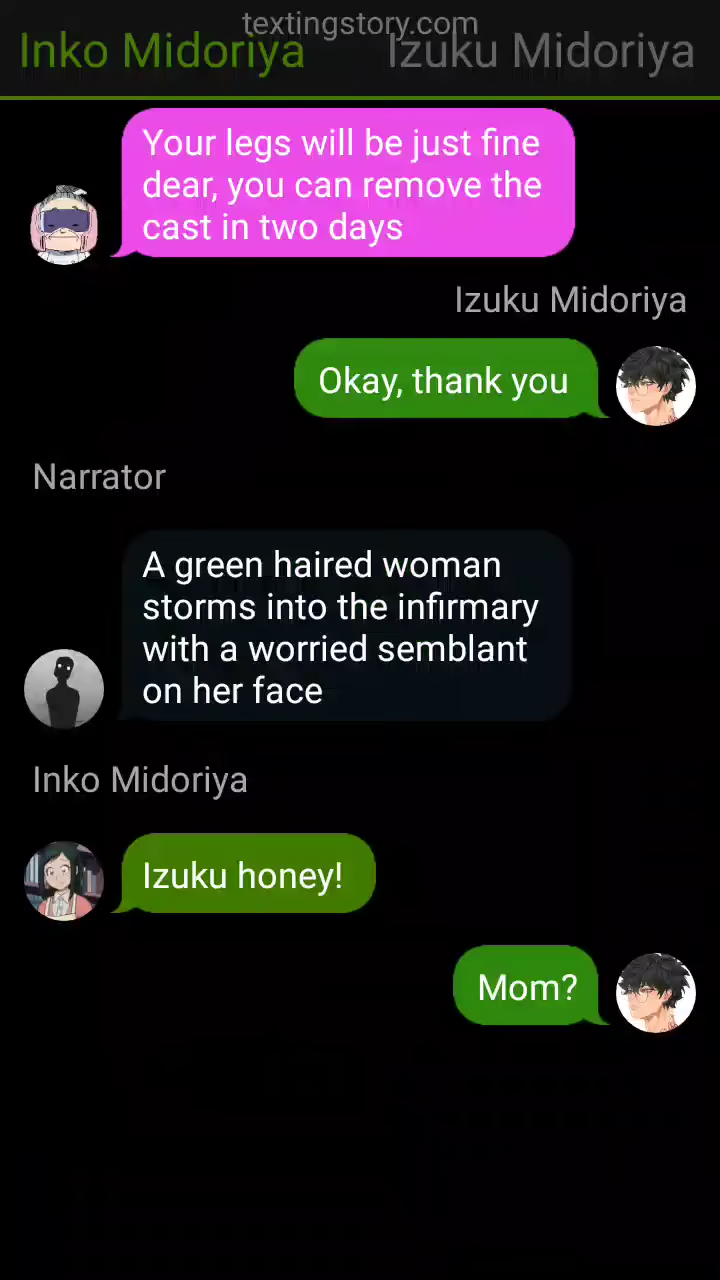 textingstory.com
Inko Midoriya
Izuku Midoriya
Your legs will be just fine
dear, you can remove the
cast in two days
Izuku Midoriya
Okay, thank you
Narrator
A green haired woman
storms into the infirmary
with a worried semblant
on her face
Inko Midoriya
Izuku honey!
Mom?